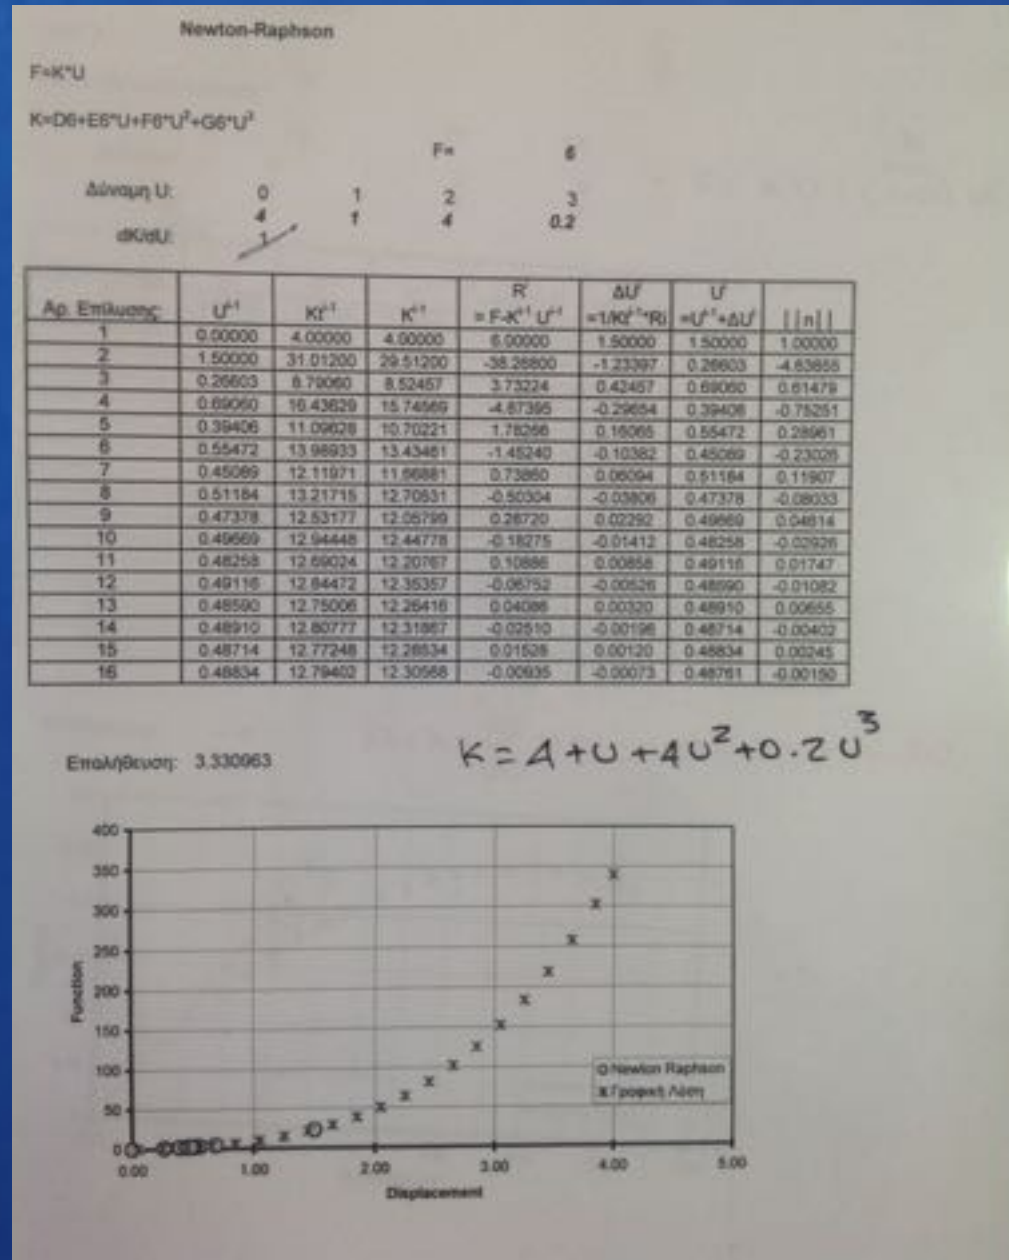 Newton-Raphson
F=K*U
K=D6+E6*U+F6*U²+G6*U³
F= 6
Δύναμη U: 0 1 2 3
4 1 4 0.2
dK/dU: 1
Αρ. Επίλυσης: Uⁱ⁻¹ Ktⁱ⁻¹ Kⁱ⁻¹ Rⁱ = F-Kⁱ⁻¹ Uⁱ⁻¹ ΔUⁱ =1/Ktⁱ⁻¹*Ri Uⁱ =Uⁱ⁻¹+ΔUⁱ ||n||
1 0.00000 4.00000 4.00000 6.00000 1.50000 1.50000 1.00000
2 1.50000 31.01200 29.51200 -38.26800 -1.23397 0.26603 -4.63855
3 0.26603 8.79060 8.52457 3.73224 0.42457 0.69060 0.61479
4 0.69060 16.43629 15.74569 -4.87395 -0.29654 0.39406 -0.75251
5 0.39406 11.09628 10.70221 1.78266 0.16065 0.55472 0.28961
6 0.55472 13.98933 13.43461 -1.45240 -0.10382 0.45089 -0.23026
7 0.45089 12.11971 11.66881 0.73860 0.06094 0.51184 0.11907
8 0.51184 13.21715 12.70531 -0.50304 -0.03806 0.47378 -0.08033
9 0.47378 12.53177 12.05799 0.28720 0.02292 0.49669 0.04614
10 0.49669 12.94448 12.44778 -0.18275 -0.01412 0.48258 -0.02926
11 0.48258 12.69024 12.20767 0.10886 0.00858 0.49116 0.01747
12 0.49116 12.84472 12.35357 -0.06752 -0.00526 0.48590 -0.01082
13 0.48590 12.75006 12.26416 0.04086 0.00320 0.48910 0.00655
14 0.48910 12.80777 12.31867 -0.02510 -0.00196 0.48714 -0.00402
15 0.48714 12.77248 12.28534 0.01528 0.00120 0.48834 0.00245
16 0.48834 12.79402 12.30568 -0.00935 -0.00073 0.48761 -0.00150
K = 4+U+4U²+0.2U³
Επαλήθευση: 3.330963
400
350
300
250
200
150
100
50
0
Function
O Newton Raphson
x Γραφική Λύση
0.00 1.00 2.00 3.00 4.00 5.00
Displacement